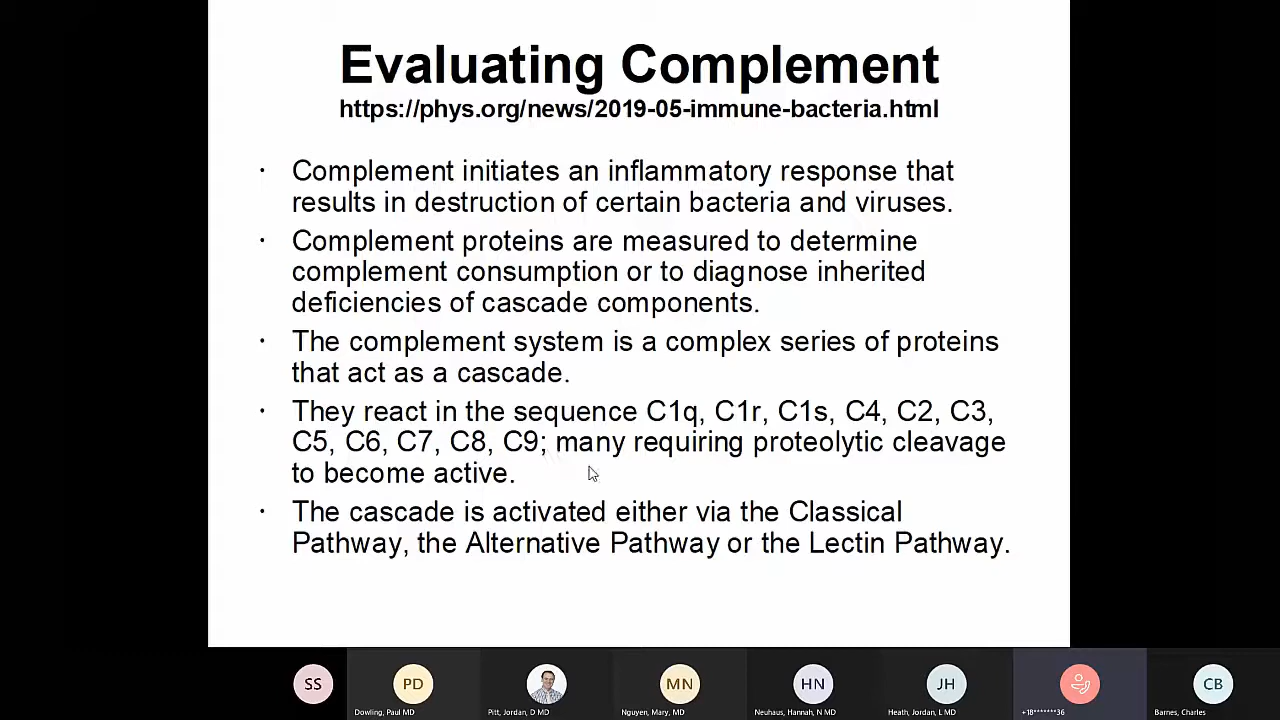 Evaluating Complement
https://phys.org/news/2019-05-immune-bacteria.html
· Complement initiates an inflammatory response that
results in destruction of certain bacteria and viruses.
· Complement proteins are measured to determine
complement consumption or to diagnose inherited
deficiencies of cascade components.
· The complement system is a complex series of proteins
that act as a cascade.
· They react in the sequence C1q, C1r, C1s, C4, C2, C3,
C5, C6, C7, C8, C9; many requiring proteolytic cleavage
to become active.
· The cascade is activated either via the Classical
Pathway, the Alternative Pathway or the Lectin Pathway.
SS PD MN HN JH CB
Dowling, Paul MD Pitt, Jordan, D MD Nguyen, Mary, MD Neuhaus, Hannah, N MD Heath, Jordan, L MD +18*******36 Barnes, Charles